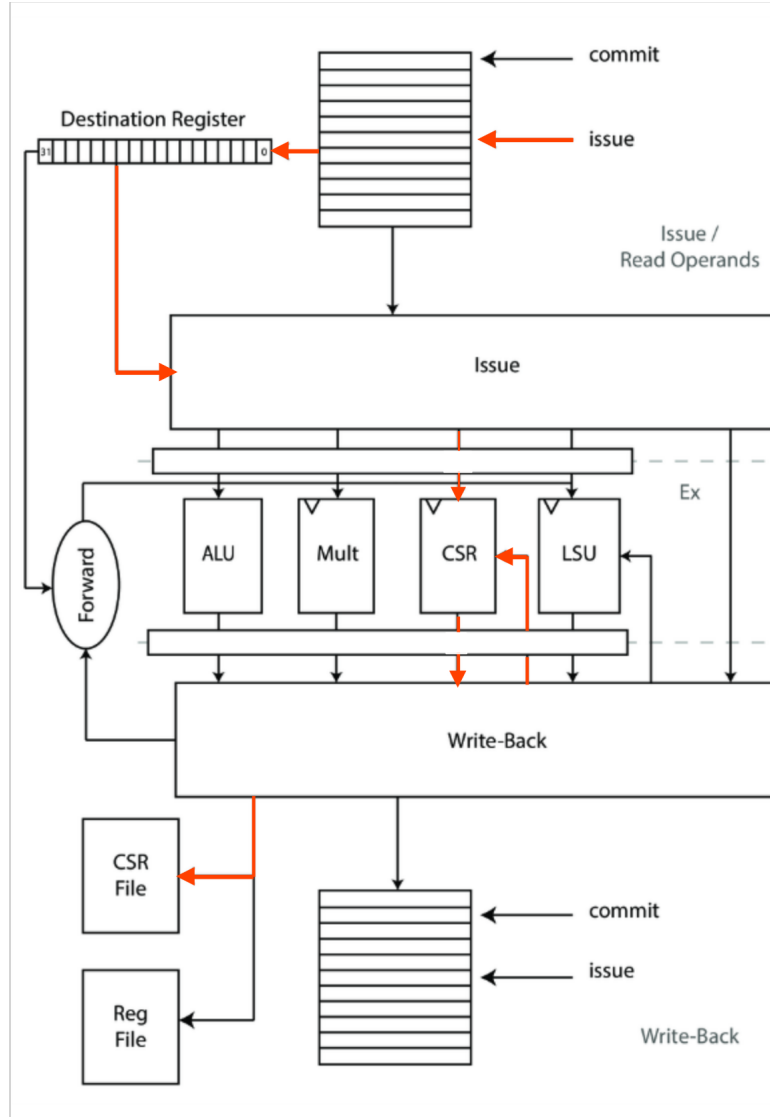 commit
Destination Register
31
0
issue
Issue /
Read Operands
Issue
Ex
ALU
Mult
CSR
LSU
Forward
Write-Back
CSR
File
commit
issue
Reg
File
Write-Back